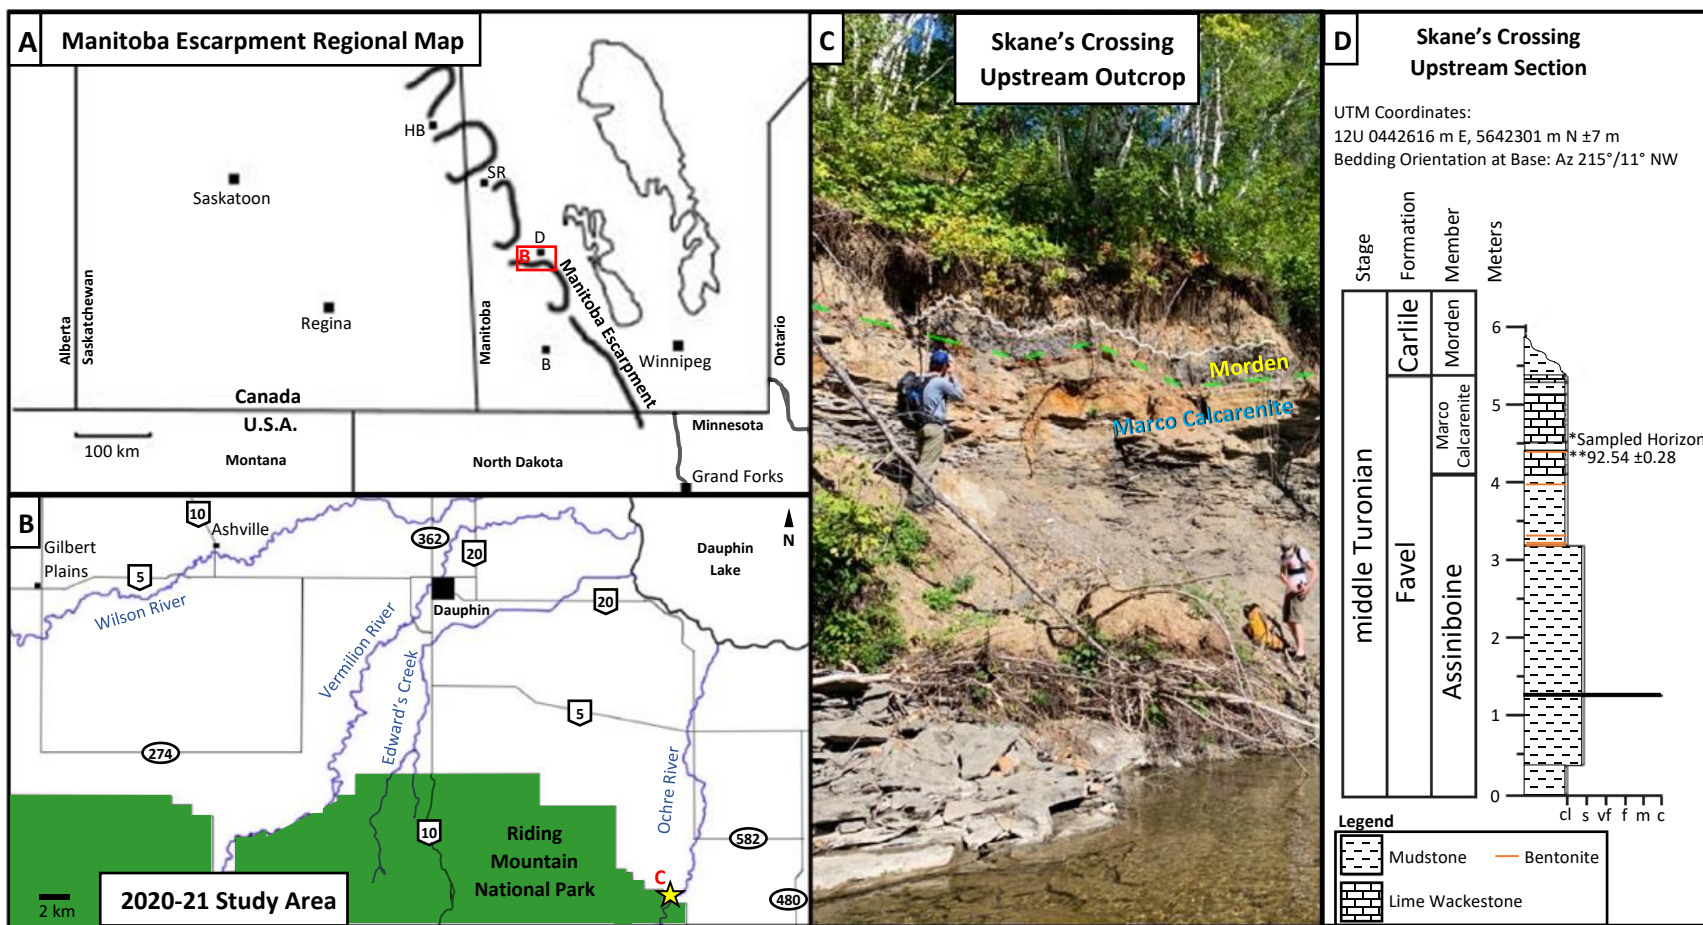 A
Manitoba Escarpment Regional Map
HB
SR
Saskatoon
D
B
Regina
Manitoba Escarpment
Alberta
Saskatchewan
Manitoba
Ontario
B
Winnipeg
Canada
U.S.A.
Minnesota
100 km
Montana
North Dakota
Grand Forks
B
10
Ashville
362
20
N
Gilbert
Plains
5
Dauphin
Lake
Wilson River
Dauphin
20
Vermilion River
Edward's Creek
5
274
Ochre River
10
Riding
Mountain
National Park
582
C
480
2 km
2020-21 Study Area
C
Skane's Crossing
Upstream Outcrop
Morden
Marco Calcarenite
D
Skane's Crossing
Upstream Section
UTM Coordinates:
12U 0442616 m E, 5642301 m N ±7 m
Bedding Orientation at Base: Az 215°/11° NW
Stage
Formation
Member
Meters
middle Turonian
Carlile
Favel
Morden
Marco
Calcarenite
Assiniboine
6
5
*Sampled Horizon
**92.54 ±0.28
4
3
2
1
0
cl s vf f m c
Legend
Mudstone
Bentonite
Lime Wackestone